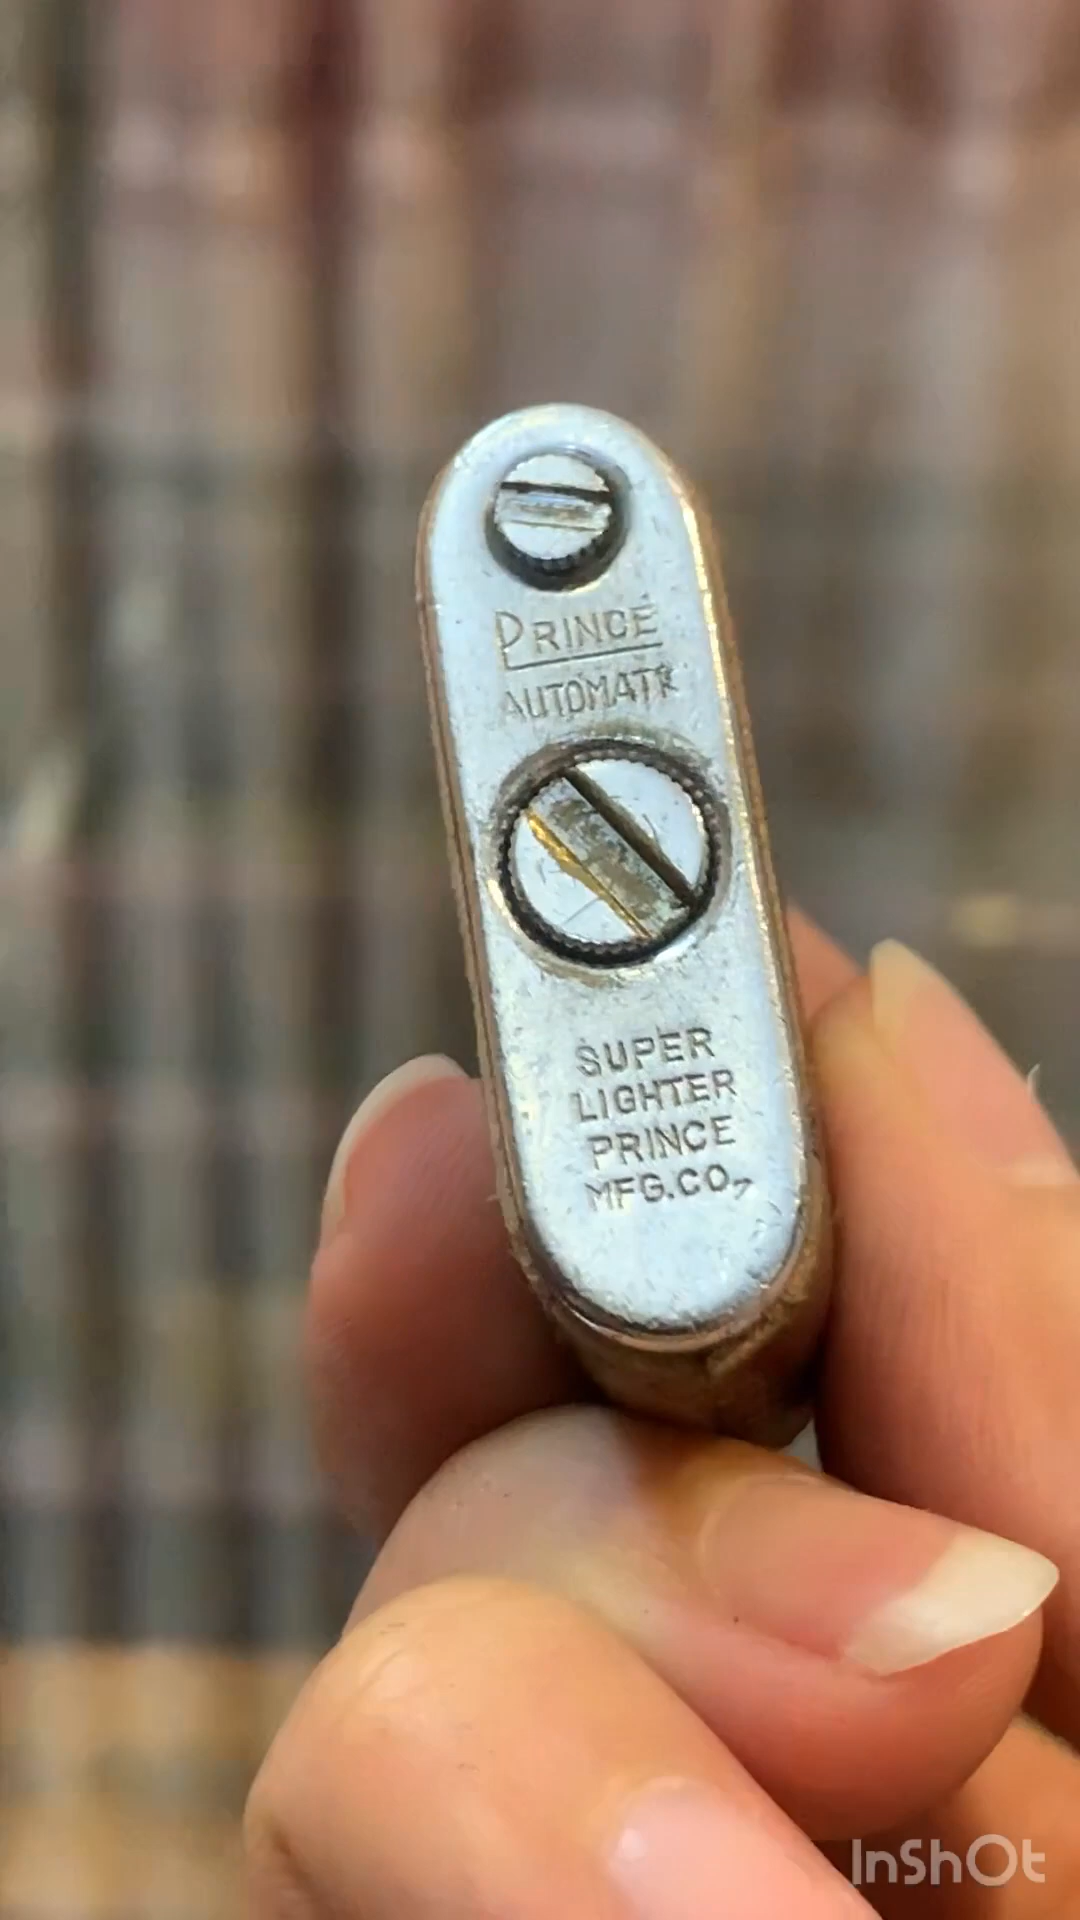 PRINCE
AUTOMATIC
SUPER
LIGHTER
PRINCE
MFG.CO,
InShOt